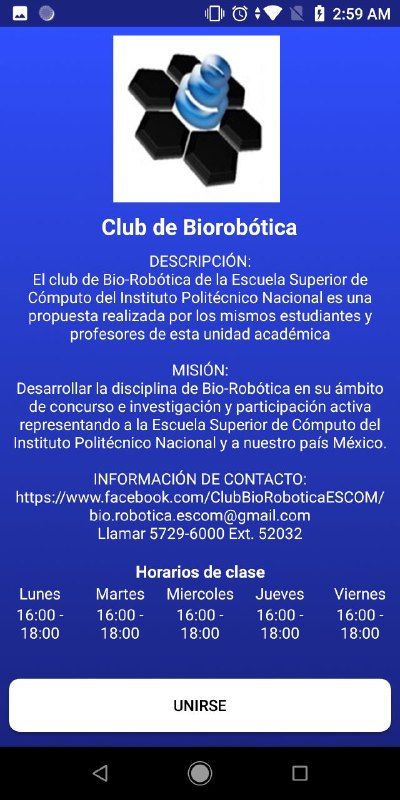 2:59 AM
Club de Biorobótica
DESCRIPCIÓN:
El club de Bio-Robótica de la Escuela Superior de
Cómputo del Instituto Politécnico Nacional es una
propuesta realizada por los mismos estudiantes y
profesores de esta unidad académica
MISIÓN:
Desarrollar la disciplina de Bio-Robótica en su ámbito
de concurso e investigación y participación activa
representando a la Escuela Superior de Cómputo del
Instituto Politécnico Nacional y a nuestro país México.
INFORMACIÓN DE CONTACTO:
https://www.facebook.com/ClubBioRoboticaESCOM/
bio.robotica.escom@gmail.com
Llamar 5729-6000 Ext. 52032
Horarios de clase
Lunes Martes Miercoles Jueves Viernes
16:00 - 16:00 - 16:00 - 16:00 - 16:00 -
18:00 18:00 18:00 18:00 18:00
UNIRSE